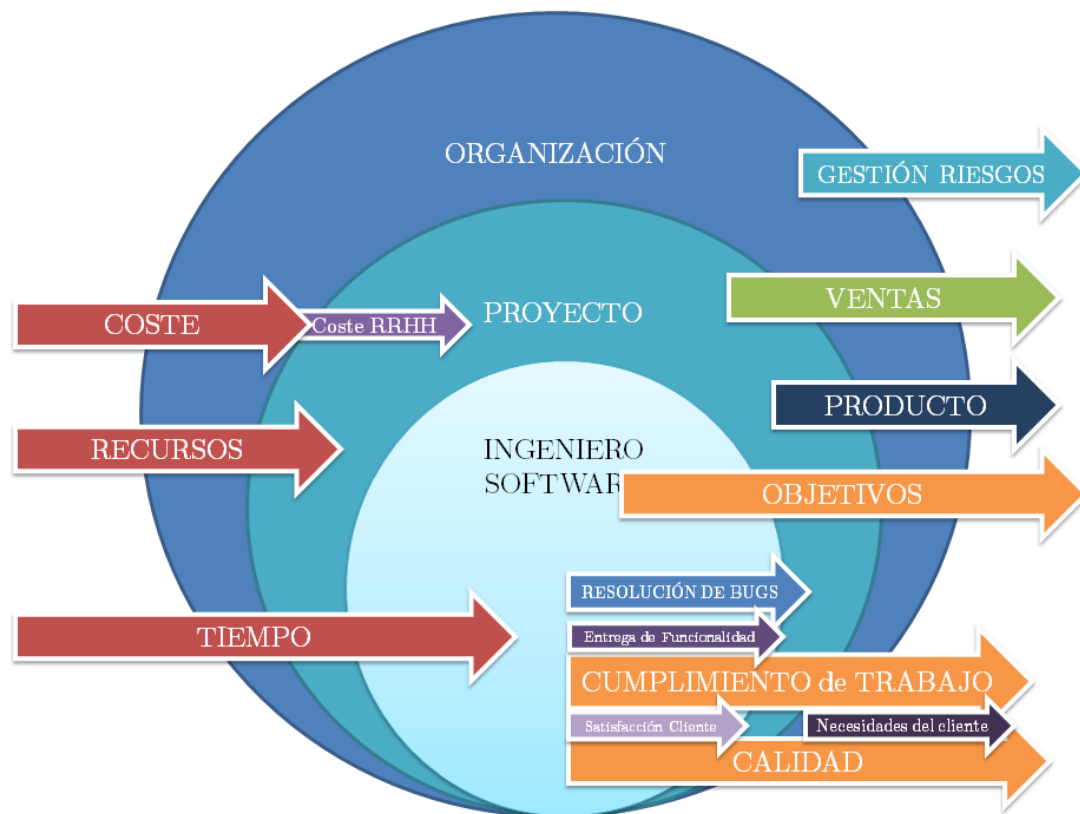 ORGANIZACIÓN
GESTIÓN RIESGOS
COSTE
Coste RRHH
PROYECTO
VENTAS
PRODUCTO
RECURSOS
INGENIERO
SOFTWAR
OBJETIVOS
RESOLUCIÓN DE BUGS
TIEMPO
Entrega de Funcionalidad
CUMPLIMIENTO de TRABAJO
Satisfacción Cliente
Necesidades del cliente
CALIDAD